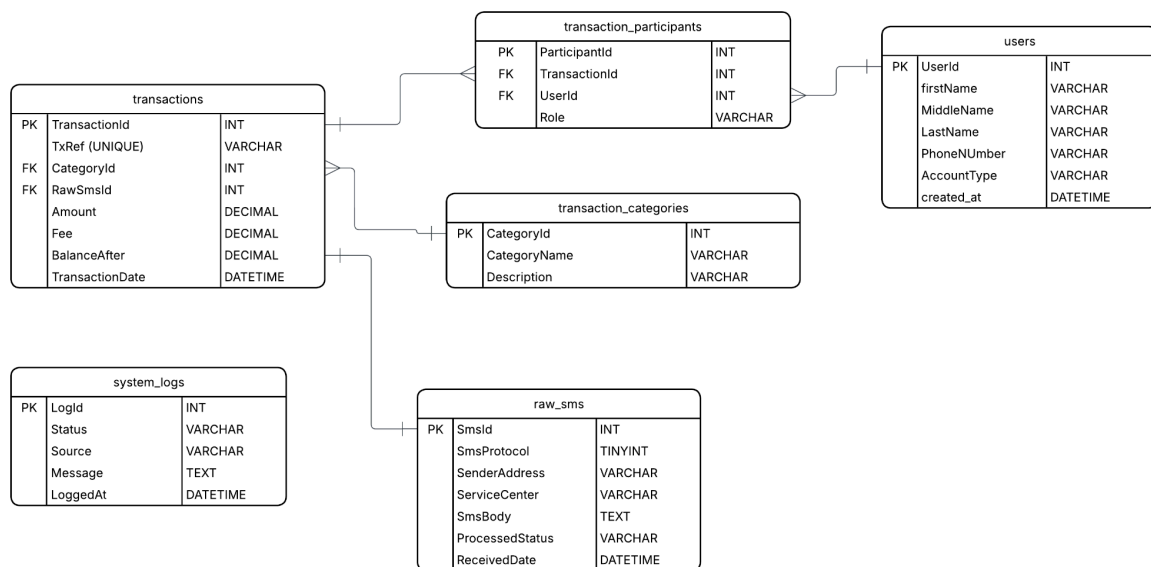 transaction_participants
PK ParticipantId INT
FK TransactionId INT
FK UserId INT
Role VARCHAR
users
PK UserId INT
firstName VARCHAR
MiddleName VARCHAR
LastName VARCHAR
PhoneNUmber VARCHAR
AccountType VARCHAR
created_at DATETIME
transactions
PK TransactionId INT
TxRef (UNIQUE) VARCHAR
FK CategoryId INT
FK RawSmsId INT
Amount DECIMAL
Fee DECIMAL
BalanceAfter DECIMAL
TransactionDate DATETIME
transaction_categories
PK CategoryId INT
CategoryName VARCHAR
Description VARCHAR
system_logs
PK LogId INT
Status VARCHAR
Source VARCHAR
Message TEXT
LoggedAt DATETIME
raw_sms
PK SmsId INT
SmsProtocol TINYINT
SenderAddress VARCHAR
ServiceCenter VARCHAR
SmsBody TEXT
ProcessedStatus VARCHAR
ReceivedDate DATETIME